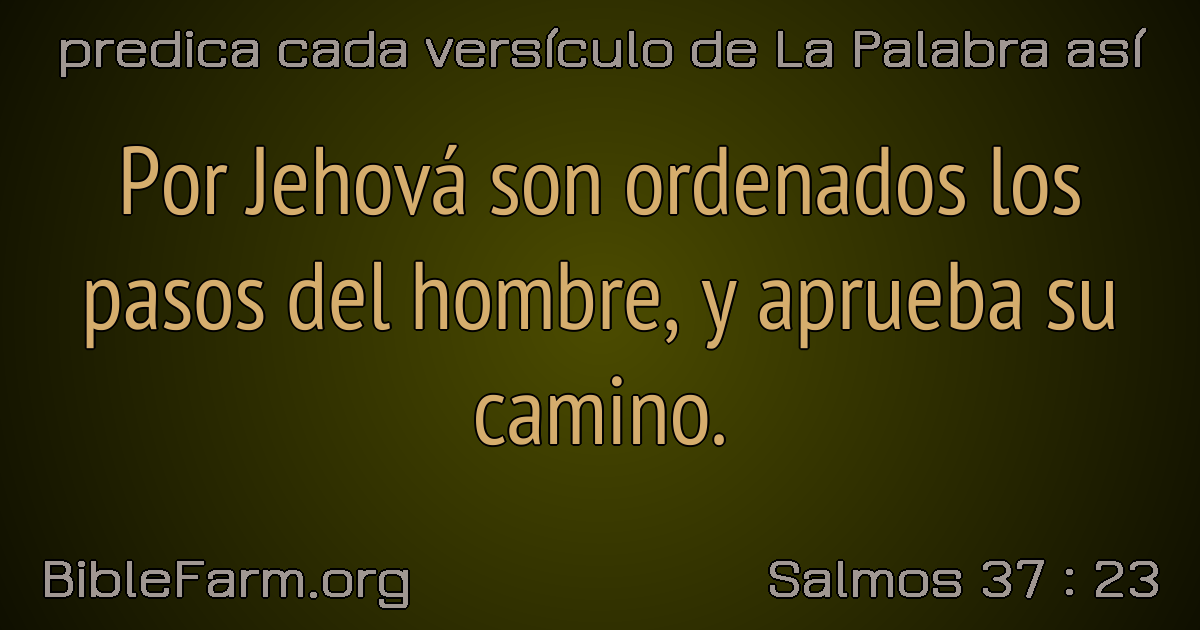 predica cada versículo de La Palabra así
Por Jehová son ordenados los
pasos del hombre, y aprueba su
camino.
BibleFarm.org
Salmos 37 : 23